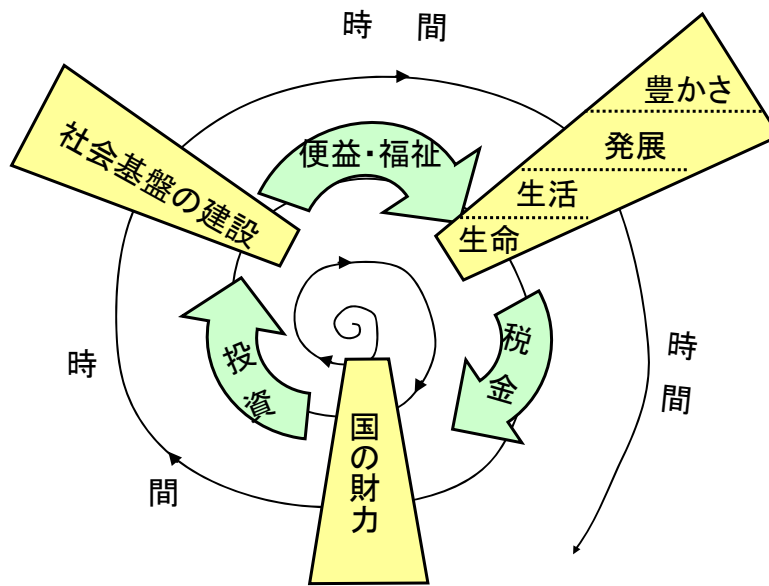 時間
社会基盤の建設
便益・福祉
豊かさ
発展
生活
生命
投資
税金
時間
時間
国の財力